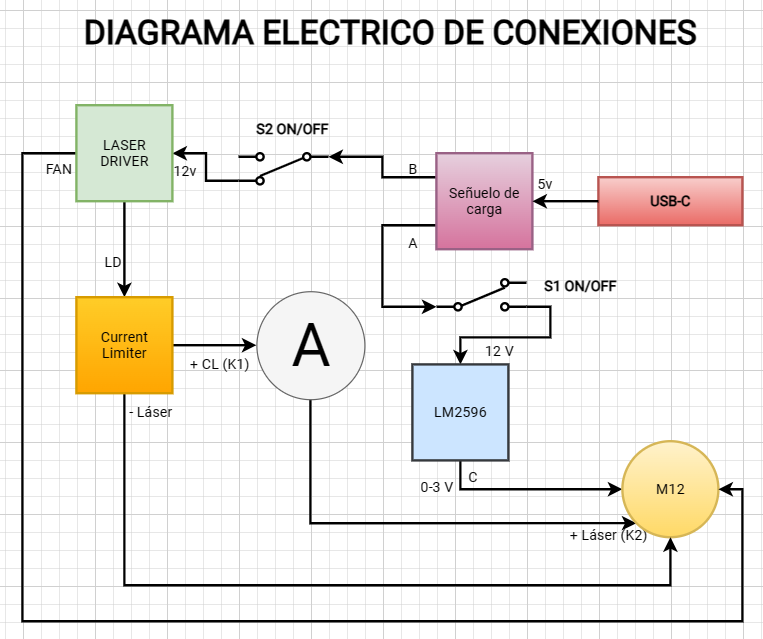 DIAGRAMA ELECTRICO DE CONEXIONES
S2 ON/OFF
LASER
DRIVER
FAN
12v
B
Señuelo de
carga
5v
USB-C
A
LD
S1 ON/OFF
Current
Limiter
A
+ CL (K1)
12 V
- Láser
LM2596
C
0-3 V
M12
+ Láser (K2)